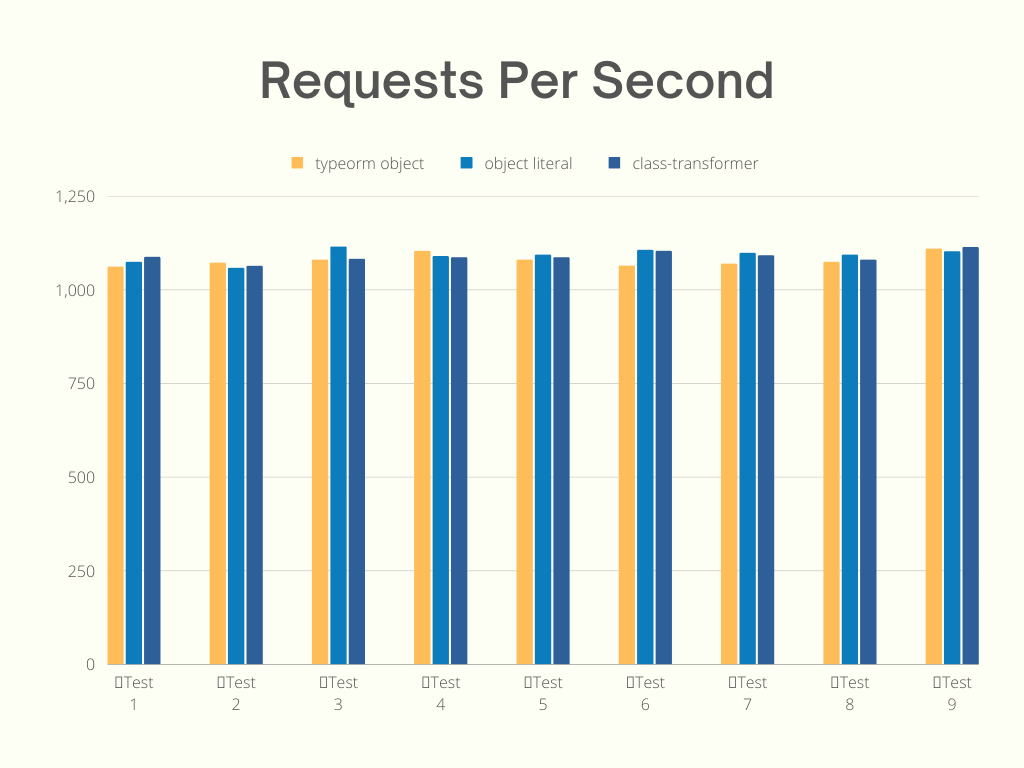 Requests Per Second
typeorm object object literal class-transformer
1,250
1,000
750
500
250
0
▯Test ▯Test ▯Test ▯Test ▯Test ▯Test ▯Test ▯Test ▯Test
1 2 3 4 5 6 7 8 9